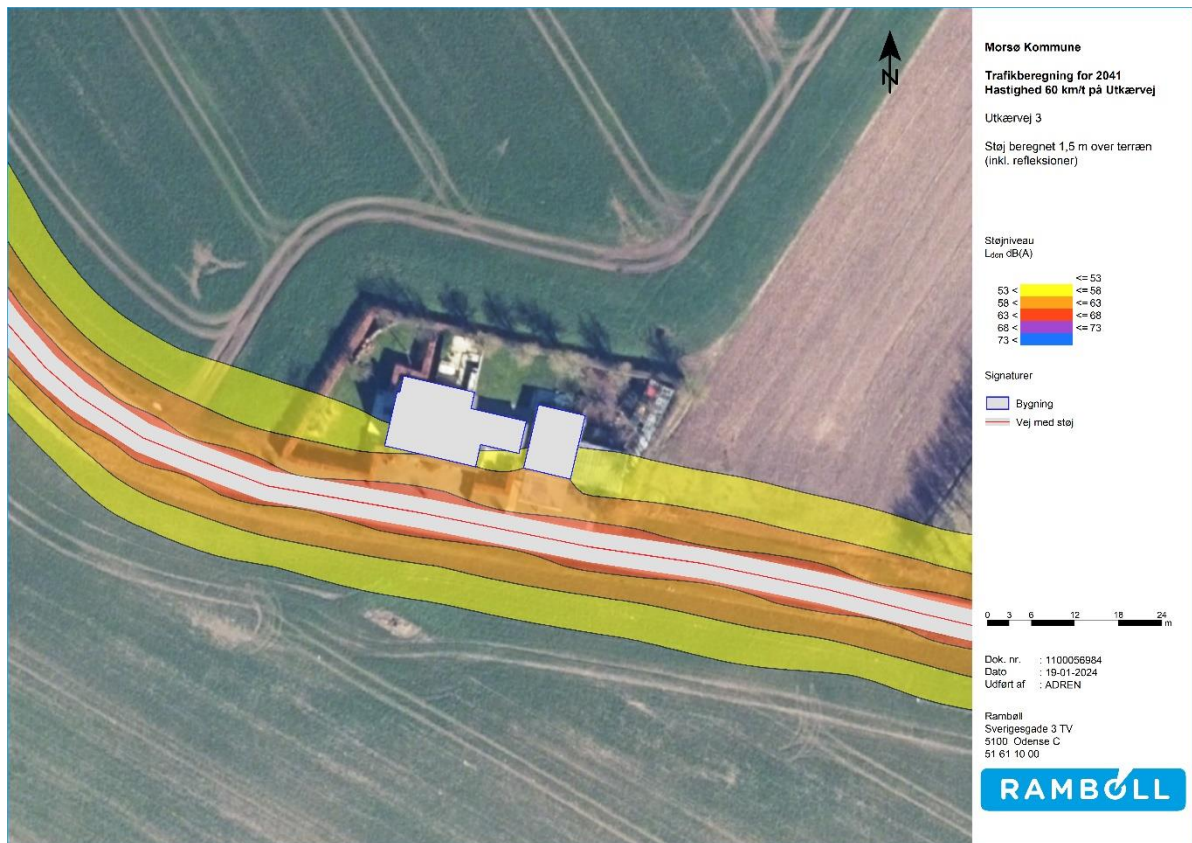 N
Morsø Kommune
Trafikberegning for 2041
Hastighed 60 km/t på Utkærvej
Utkærvej 3
Støj beregnet 1,5 m over terræn
(inkl. refleksioner)
Støjniveau
Lden dB(A)
<= 53
53 < <= 58
58 < <= 63
63 < <= 68
68 < <= 73
73 <
Signaturer
Bygning
Vej med støj
0 3 6 12 18 24
m
Dok. nr. : 1100056984
Dato : 19-01-2024
Udført af : ADREN
Rambøll
Sverigesgade 3 TV
5100 Odense C
51 61 10 00
RAMBOLL